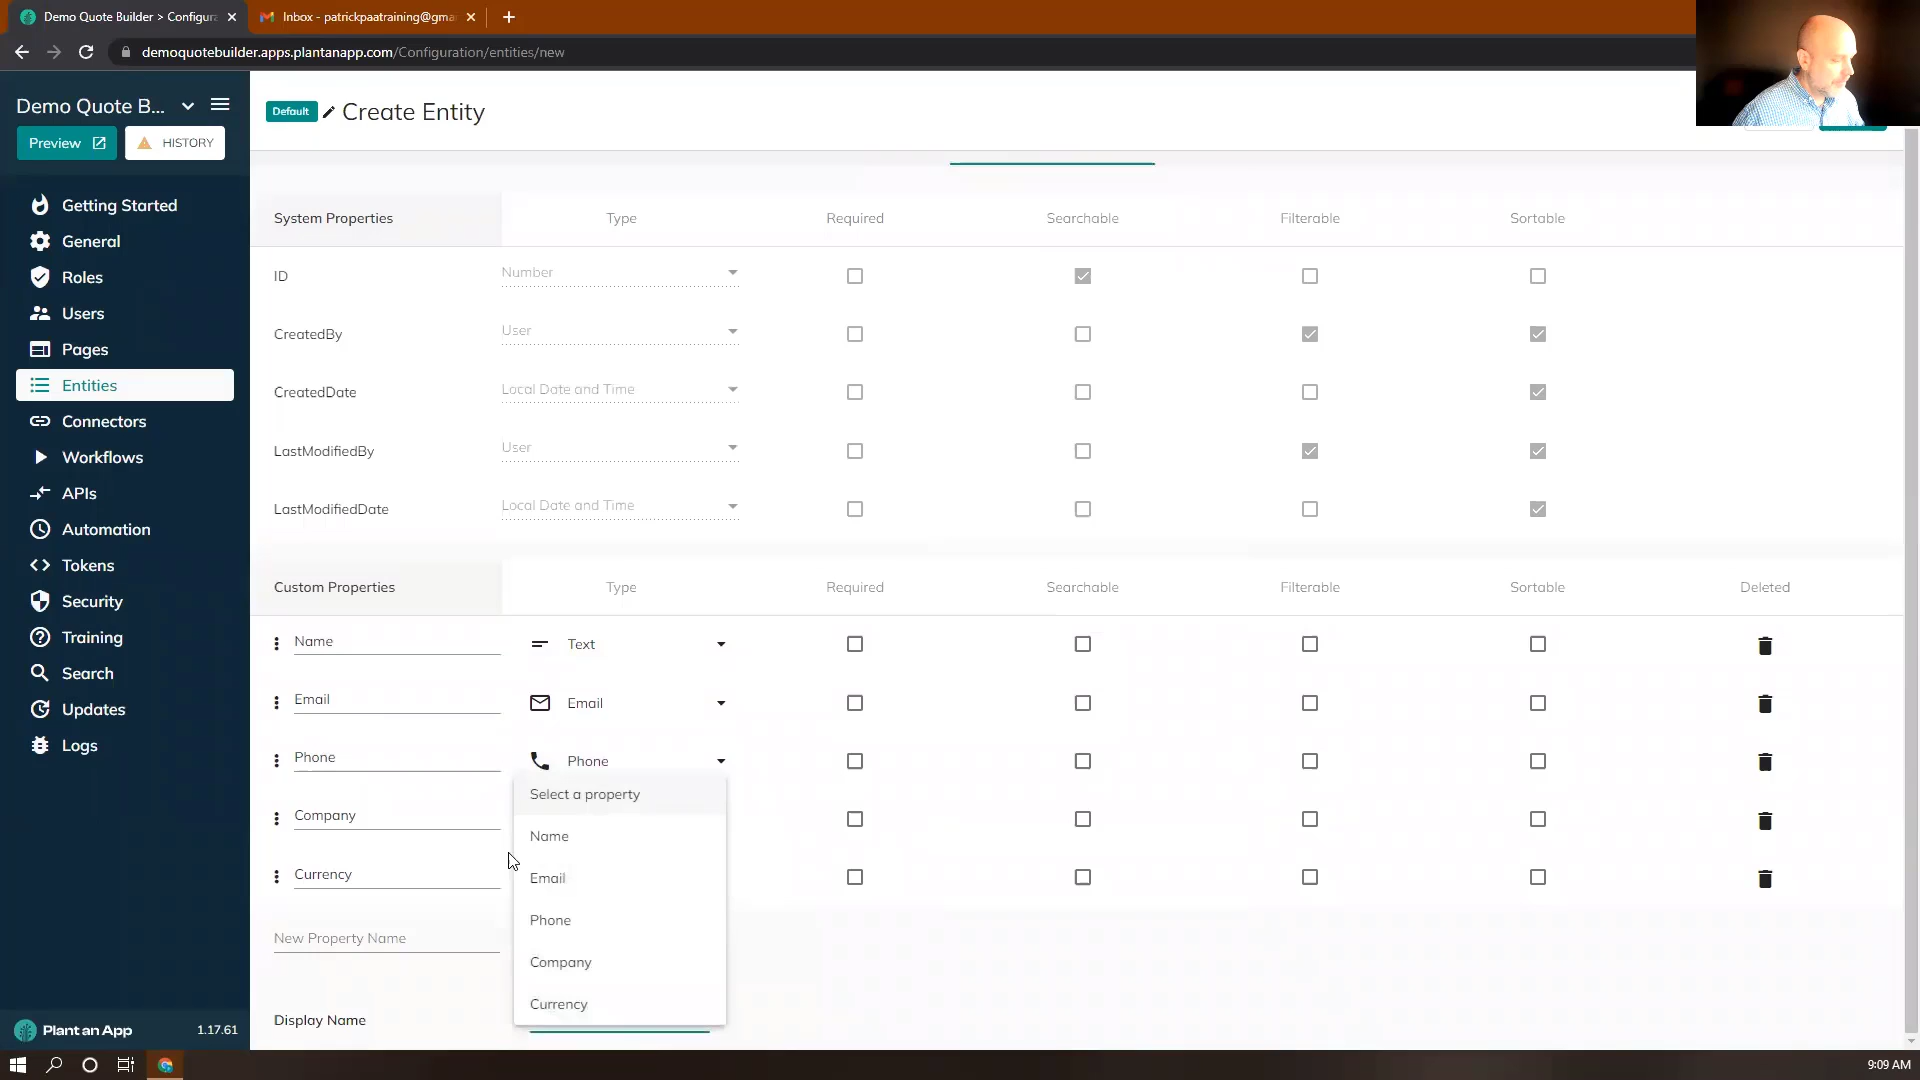 Demo Quote Builder > Configura
Inbox - patrickpaatraining@gma
demoquotebuilder.apps.plantanapp.com/Configuration/entities/new
Demo Quote B...
Preview
HISTORY
Getting Started
General
Roles
Users
Pages
Entities
Connectors
Workflows
APIs
Automation
Tokens
Security
Training
Search
Updates
Logs
Plant an App
1.17.61
Default
Create Entity
System Properties Type Required Searchable Filterable Sortable
ID Number
CreatedBy User
CreatedDate Local Date and Time
LastModifiedBy User
LastModifiedDate Local Date and Time
Custom Properties Type Required Searchable Filterable Sortable Deleted
Name Text
Email Email
Phone Phone
Company
Currency
New Property Name
Display Name
Select a property
Name
Email
Phone
Company
Currency
9:09 AM